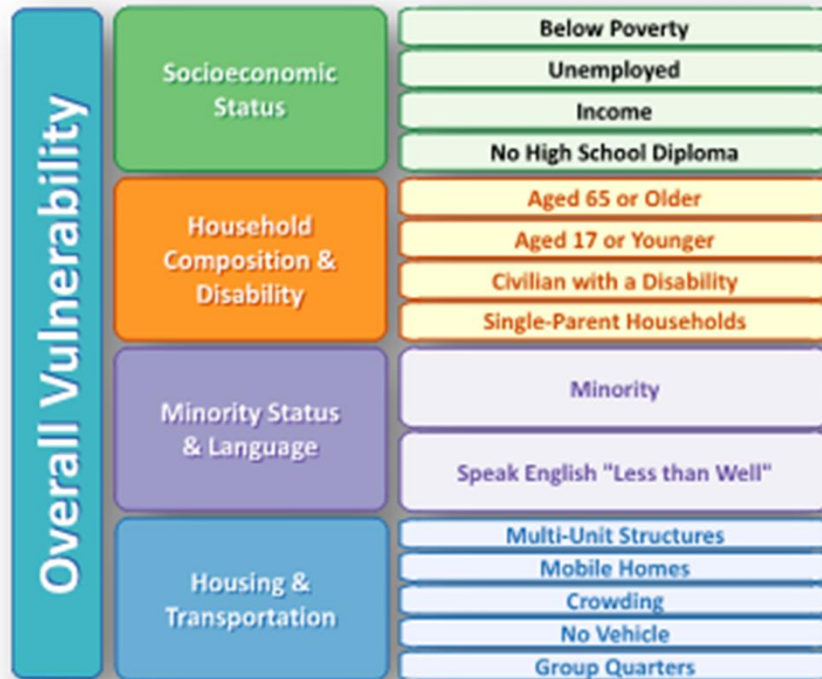 Overall Vulnerability
Socioeconomic
Status
Below Poverty
Unemployed
Income
No High School Diploma
Household
Composition &
Disability
Aged 65 or Older
Aged 17 or Younger
Civilian with a Disability
Single-Parent Households
Minority Status
& Language
Minority
Speak English "Less than Well"
Housing &
Transportation
Multi-Unit Structures
Mobile Homes
Crowding
No Vehicle
Group Quarters